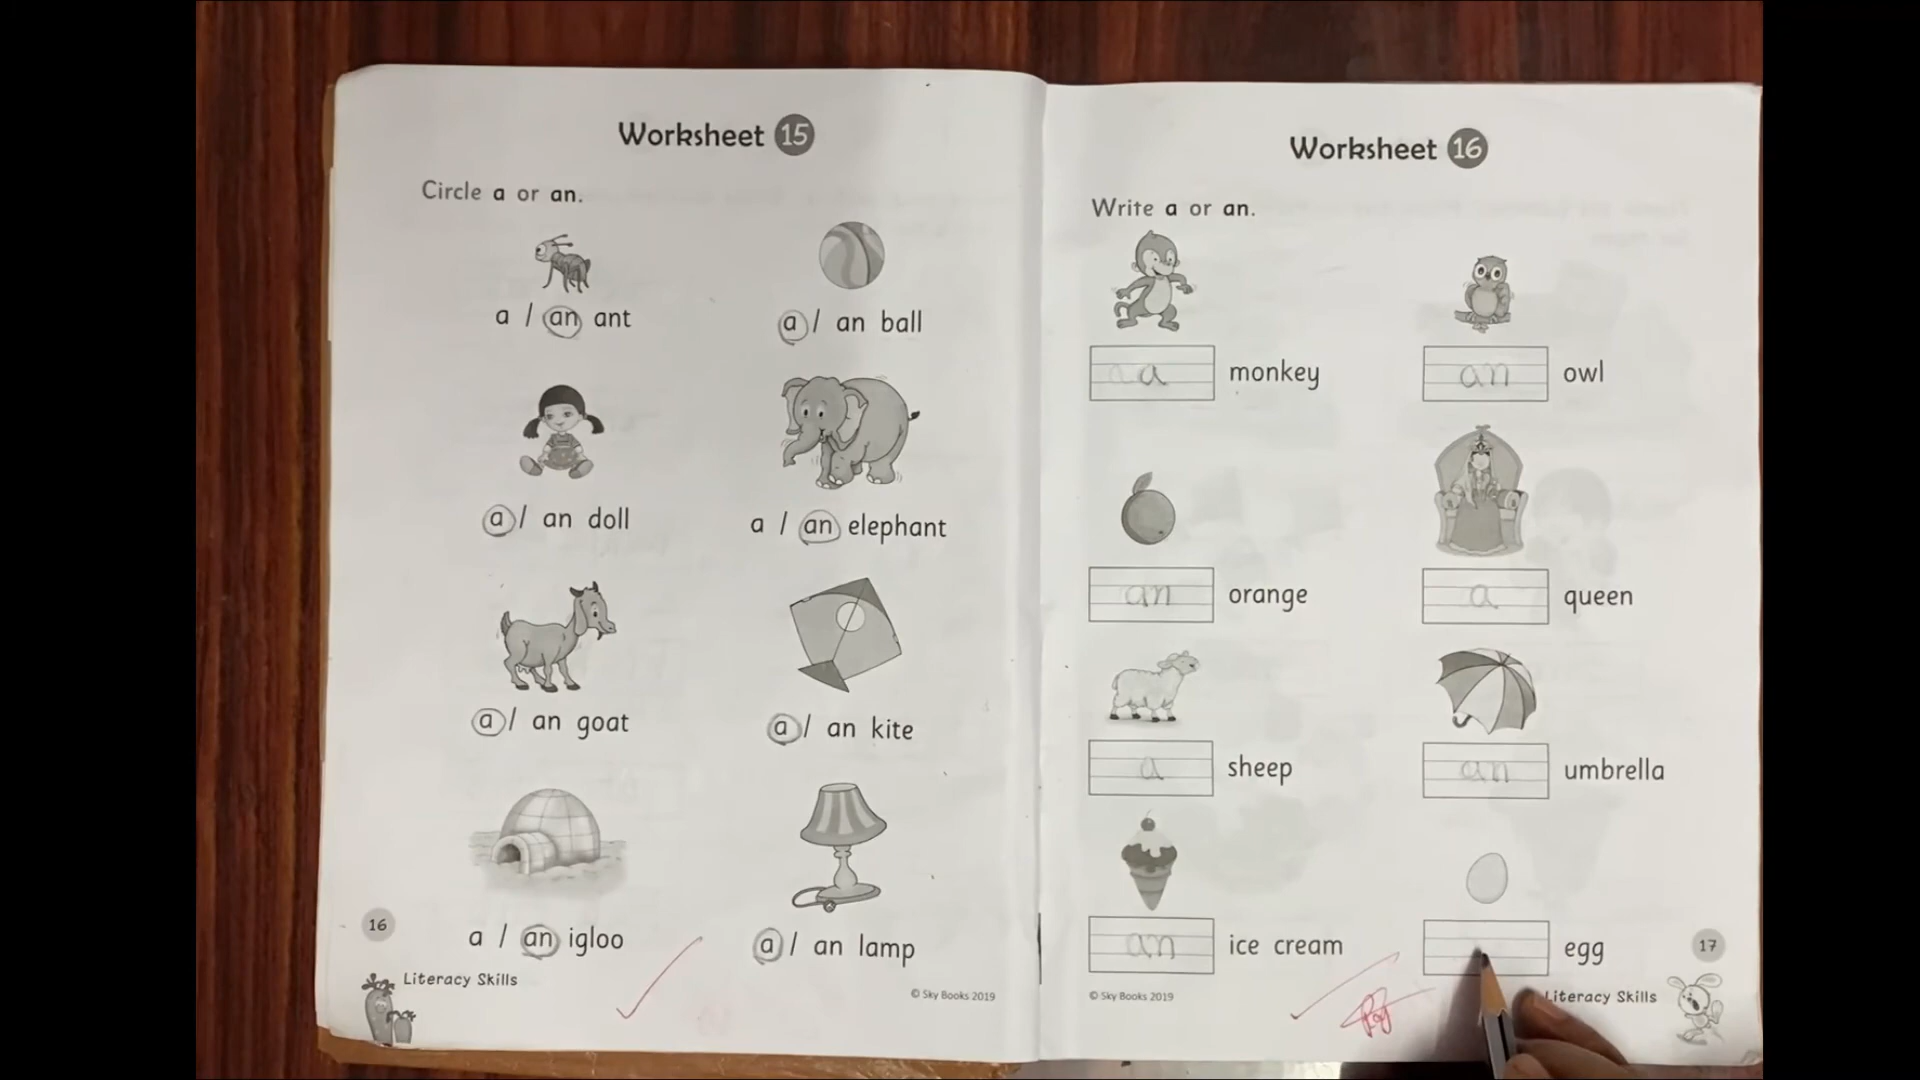 Worksheet 15
Circle a or an.
a / an ant
a / an ball
a / an doll
a / an elephant
a / an goat
a / an kite
a / an igloo
a / an lamp
16
Literacy Skills
© Sky Books 2019
Worksheet 16
Write a or an.
a monkey
an owl
an orange
a queen
a sheep
an umbrella
an ice cream
egg
17
© Sky Books 2019
Literacy Skills